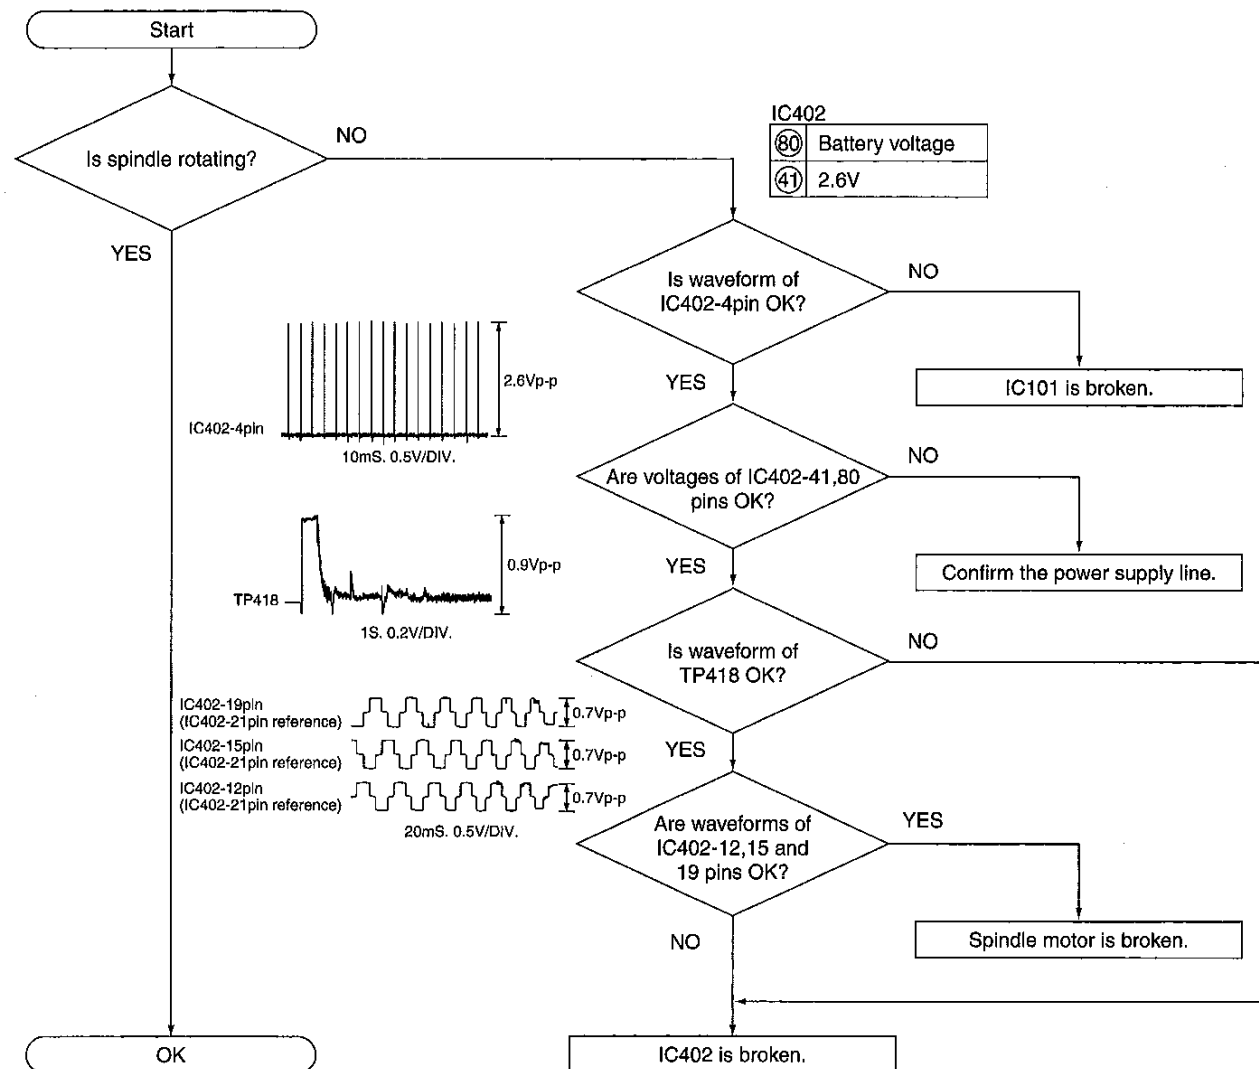 Start
Is spindle rotating?
NO
YES
IC402
80 Battery voltage
41 2.6V
Is waveform of
IC402-4pin OK?
NO
YES
IC101 is broken.
2.6Vp-p
IC402-4pin
10mS. 0.5V/DIV.
Are voltages of IC402-41,80
pins OK?
NO
YES
Confirm the power supply line.
0.9Vp-p
TP418
1S. 0.2V/DIV.
Is waveform of
TP418 OK?
NO
YES
IC402-19pin
(IC402-21pin reference)
0.7Vp-p
IC402-15pin
(IC402-21pin reference)
0.7Vp-p
IC402-12pin
(IC402-21pin reference)
0.7Vp-p
20mS. 0.5V/DIV.
Are waveforms of
IC402-12,15 and
19 pins OK?
YES
NO
Spindle motor is broken.
OK
IC402 is broken.